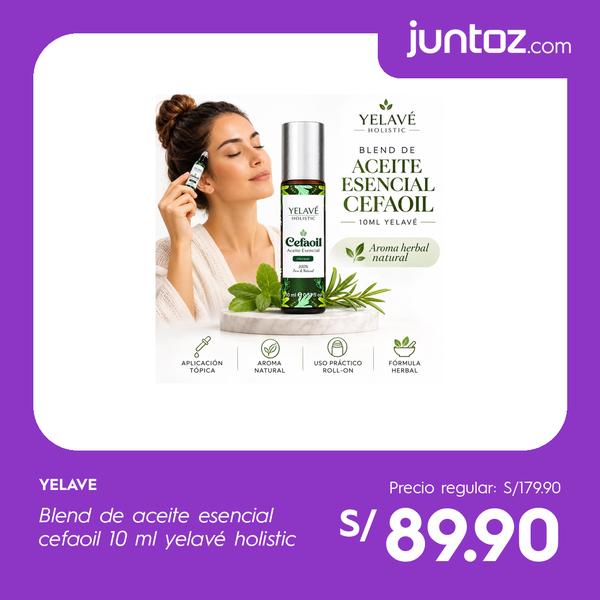 juntoz.com
YELAVÉ
HOLISTIC
BLEND DE
ACEITE
ESENCIAL
CEFAOIL
10ML YELAVÉ
Aroma herbal
natural
YELAVÉ
HOLISTIC
Cefaoil
Aceite Esencial
100%
Pure & Natural
APLICACIÓN
TÓPICA
AROMA
NATURAL
USO PRÁCTICO
ROLL-ON
FÓRMULA
HERBAL
YELAVE
Blend de aceite esencial
cefaoil 10 ml yelavé holistic
Precio regular: S/179.90
S/89.90